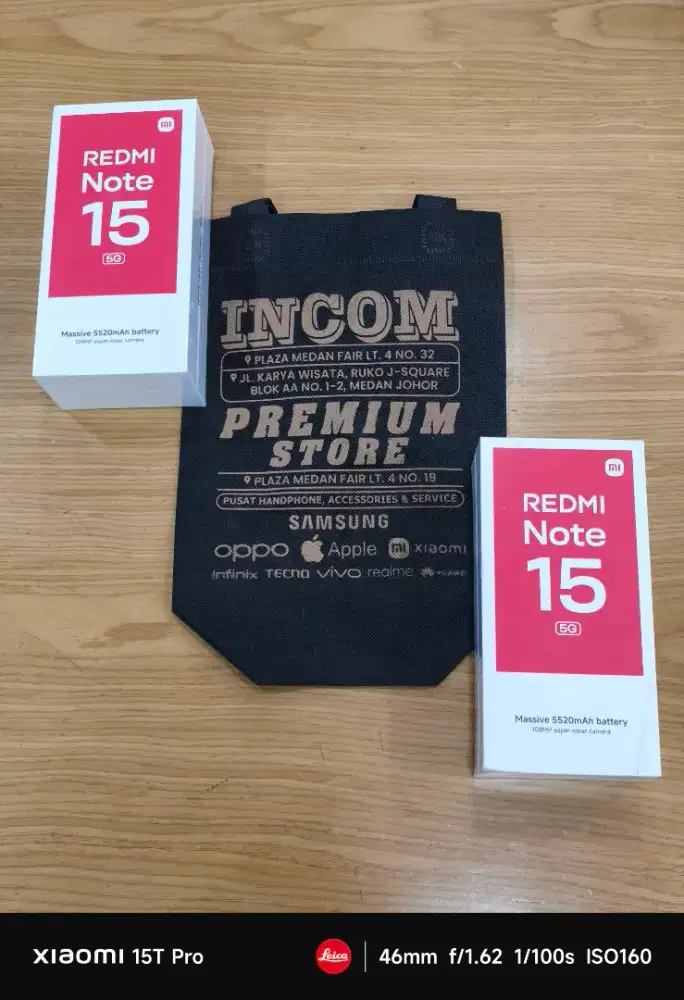 REDMI
Note
15
5G
Massive 5520mAh battery
108MP super-clear camera
INCOM
PLAZA MEDAN FAIR LT. 4 NO. 32
JL. KARYA WISATA, RUKO J-SQUARE
BLOK AA NO. 1-2, MEDAN JOHOR
PREMIUM
STORE
PLAZA MEDAN FAIR LT. 4 NO. 19
PUSAT HANDPHONE, ACCESSORIES & SERVICE
SAMSUNG
oppo Apple mi xiaomi
Infinix TECNO vivo realme HUAWEI
mi
REDMI
Note
15
5G
Massive 5520mAh battery
108MP super-clear camera
xiaomi 15T Pro
Leica
46mm f/1.62 1/100s ISO160